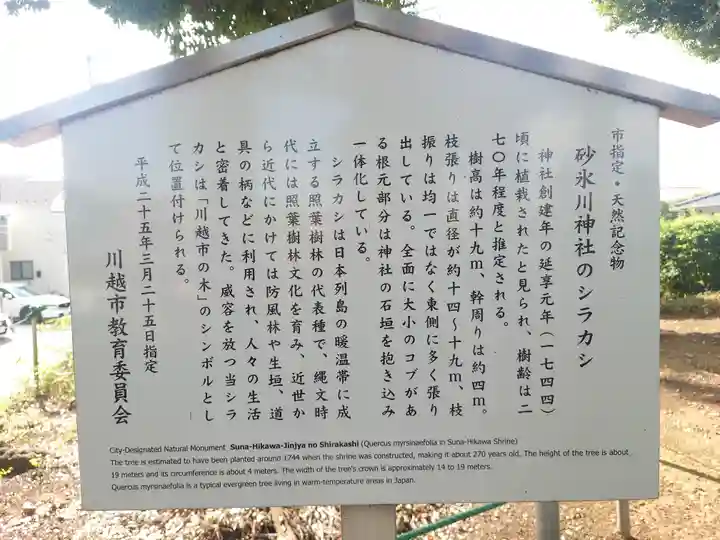 市指定・天然記念物
砂氷川神社のシラカシ
神社創建年の延享元年(一七四四)
頃に植栽されたと見られ、樹齢は二
七〇年程度と推定される。
樹高は約十九m、幹周りは約四m。
枝張りは直径が約十四~十九m、枝
振りは均一ではなく東側に多く張り
出している。全面に大小のコブがあ
る根元部分は神社の石垣を抱き込み
一体化している。
シラカシは日本列島の暖温帯に成
立する照葉樹林の代表種で、縄文時
代には照葉樹林文化を育み、近世か
ら近代にかけては防風林や生垣、道
具の柄などに利用され、人々の生活
と密着してきた。威容を放つ当シラ
カシは「川越市の木」のシンボルとし
て位置付けられる。
平成二十五年三月二十五日指定
川越市教育委員会
City-Designated Natural Monument Suna-Hikawa-Jinjya no Shirakashi (Quercus myrsinaefolia in Suna-Hikawa Shrine)
The tree is estimated to have been planted around 1744 when the shrine was constructed, making it about 270 years old. The height of the tree is about
19 meters and its circumference is about 4 meters. The width of the tree's crown is approximately 14 to 19 meters.
Quercus myrsinaefolia is a typical evergreen tree living in warm-temperature areas in Japan.